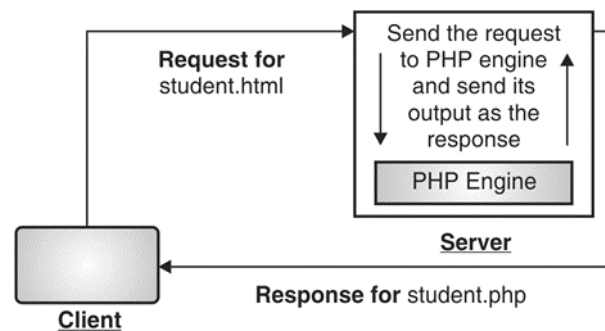 Request for
student.html
Send the request
to PHP engine
and send its
output as the
response
PHP Engine
Server
Response for student.php
Client